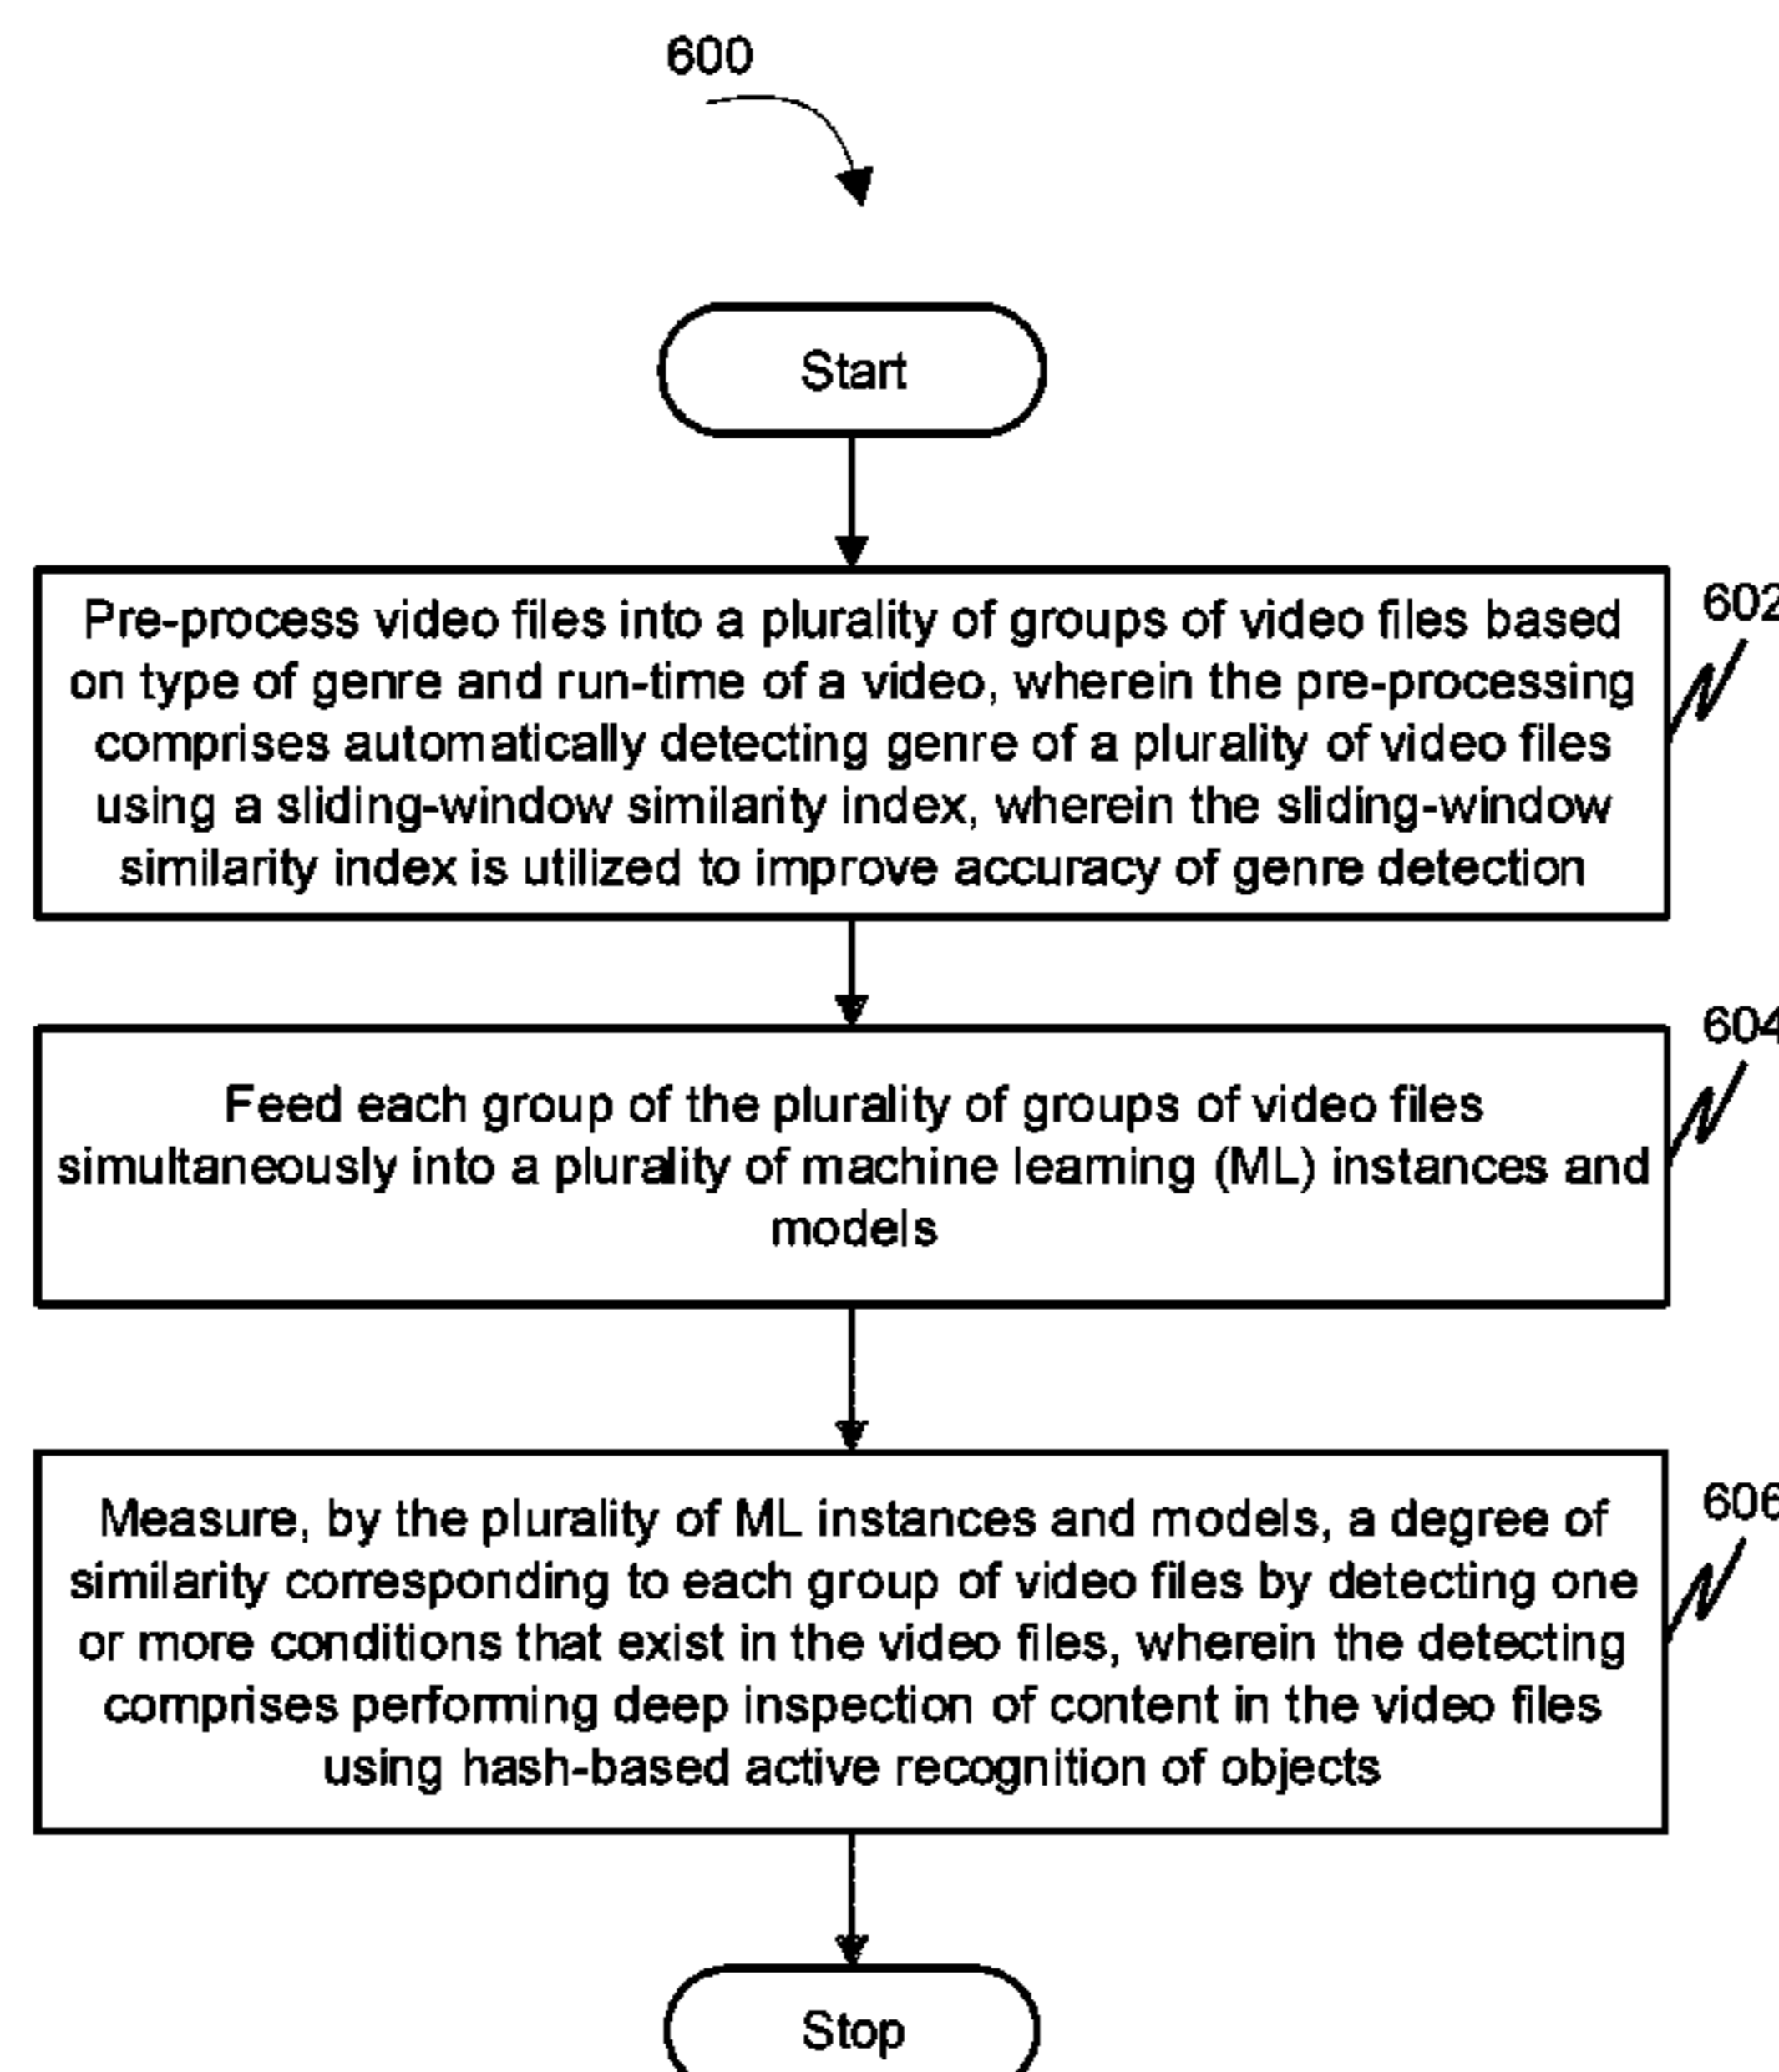 600
Start
Pre-process video files into a plurality of groups of video files based
on type of genre and run-time of a video, wherein the pre-processing
comprises automatically detecting genre of a plurality of video files
using a sliding-window similarity index, wherein the sliding-window
similarity index is utilized to improve accuracy of genre detection
602
Feed each group of the plurality of groups of video files
simultaneously into a plurality of machine learning (ML) instances and
models
604
Measure, by the plurality of ML instances and models, a degree of
similarity corresponding to each group of video files by detecting one
or more conditions that exist in the video files, wherein the detecting
comprises performing deep inspection of content in the video files
using hash-based active recognition of objects
606
Stop